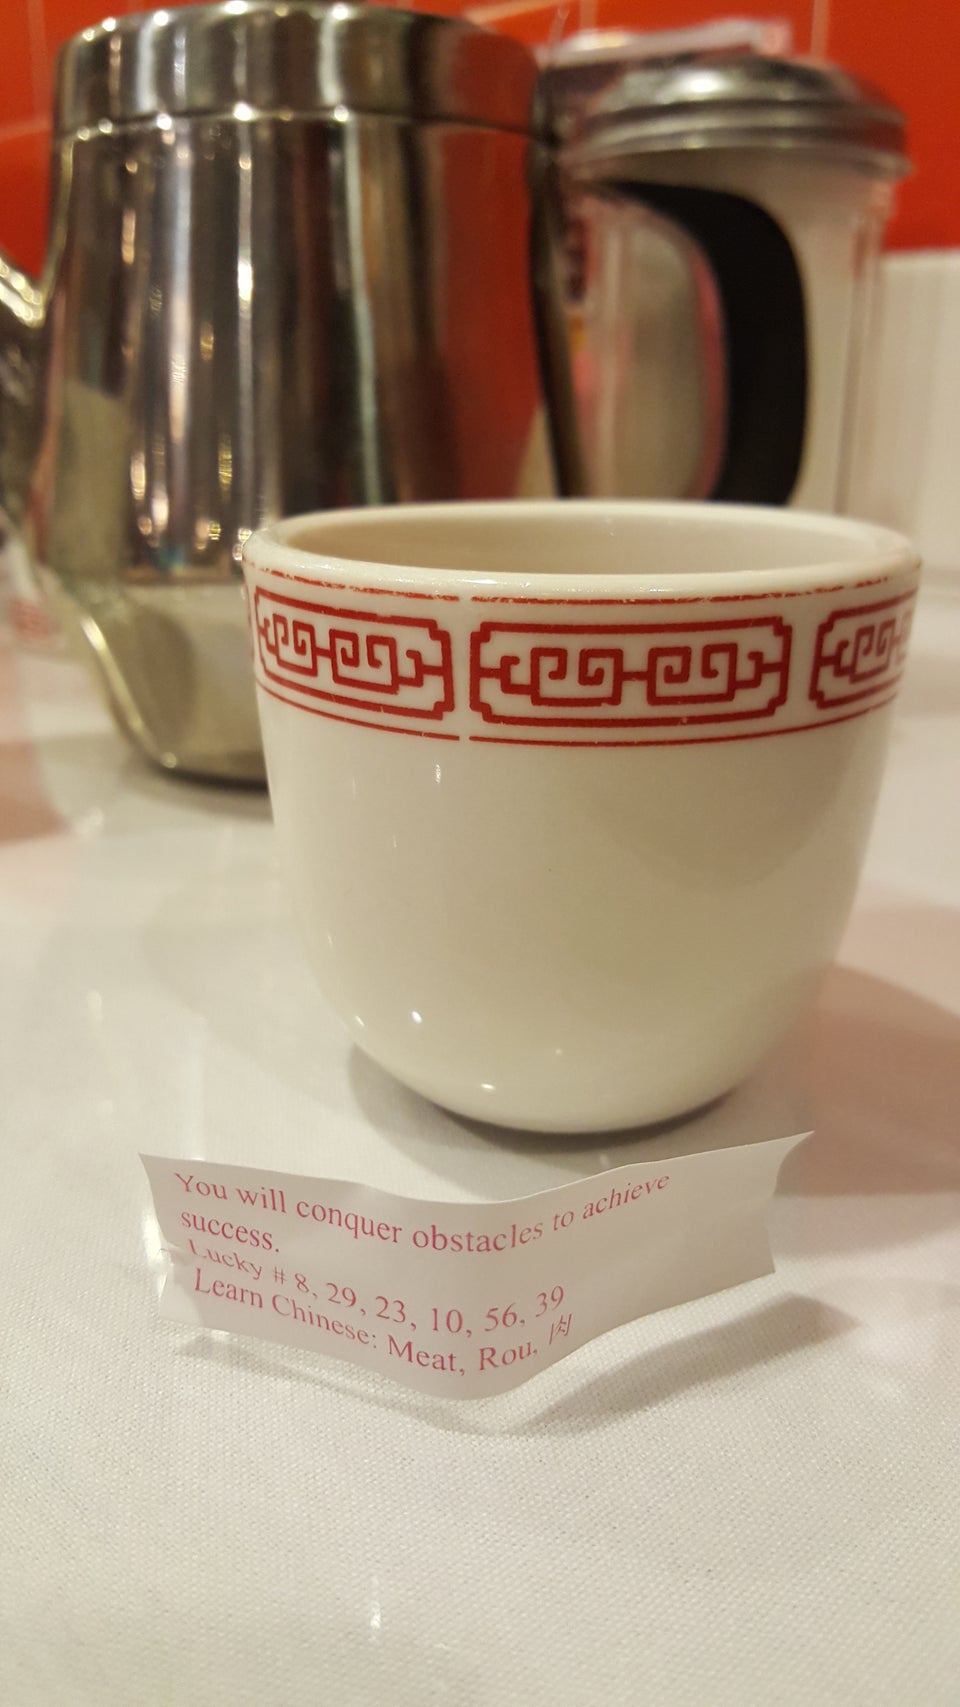 You will conquer obstacles to achieve
success.
Lucky # 8, 29, 23, 10, 56, 39
Learn Chinese: Meat, Rou, 肉